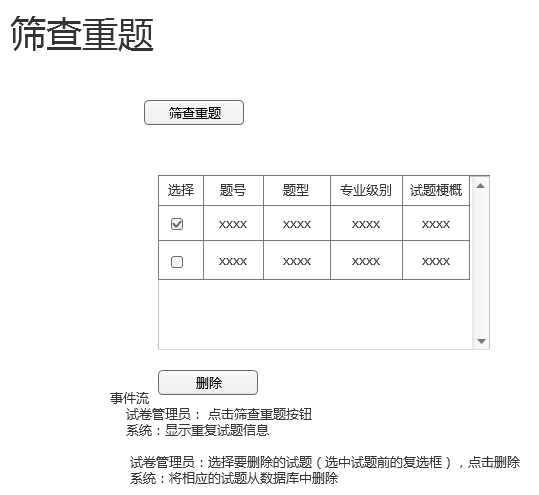 筛查重题
筛查重题
选择 题号 题型 专业级别 试题梗概
xxxx xxxx xxxx xxxx
xxxx xxxx xxxx xxxx
删除
事件流
试卷管理员： 点击筛查重题按钮
系统：显示重复试题信息
试卷管理员：选择要删除的试题（选中试题前的复选框），点击删除
系统：将相应的试题从数据库中删除